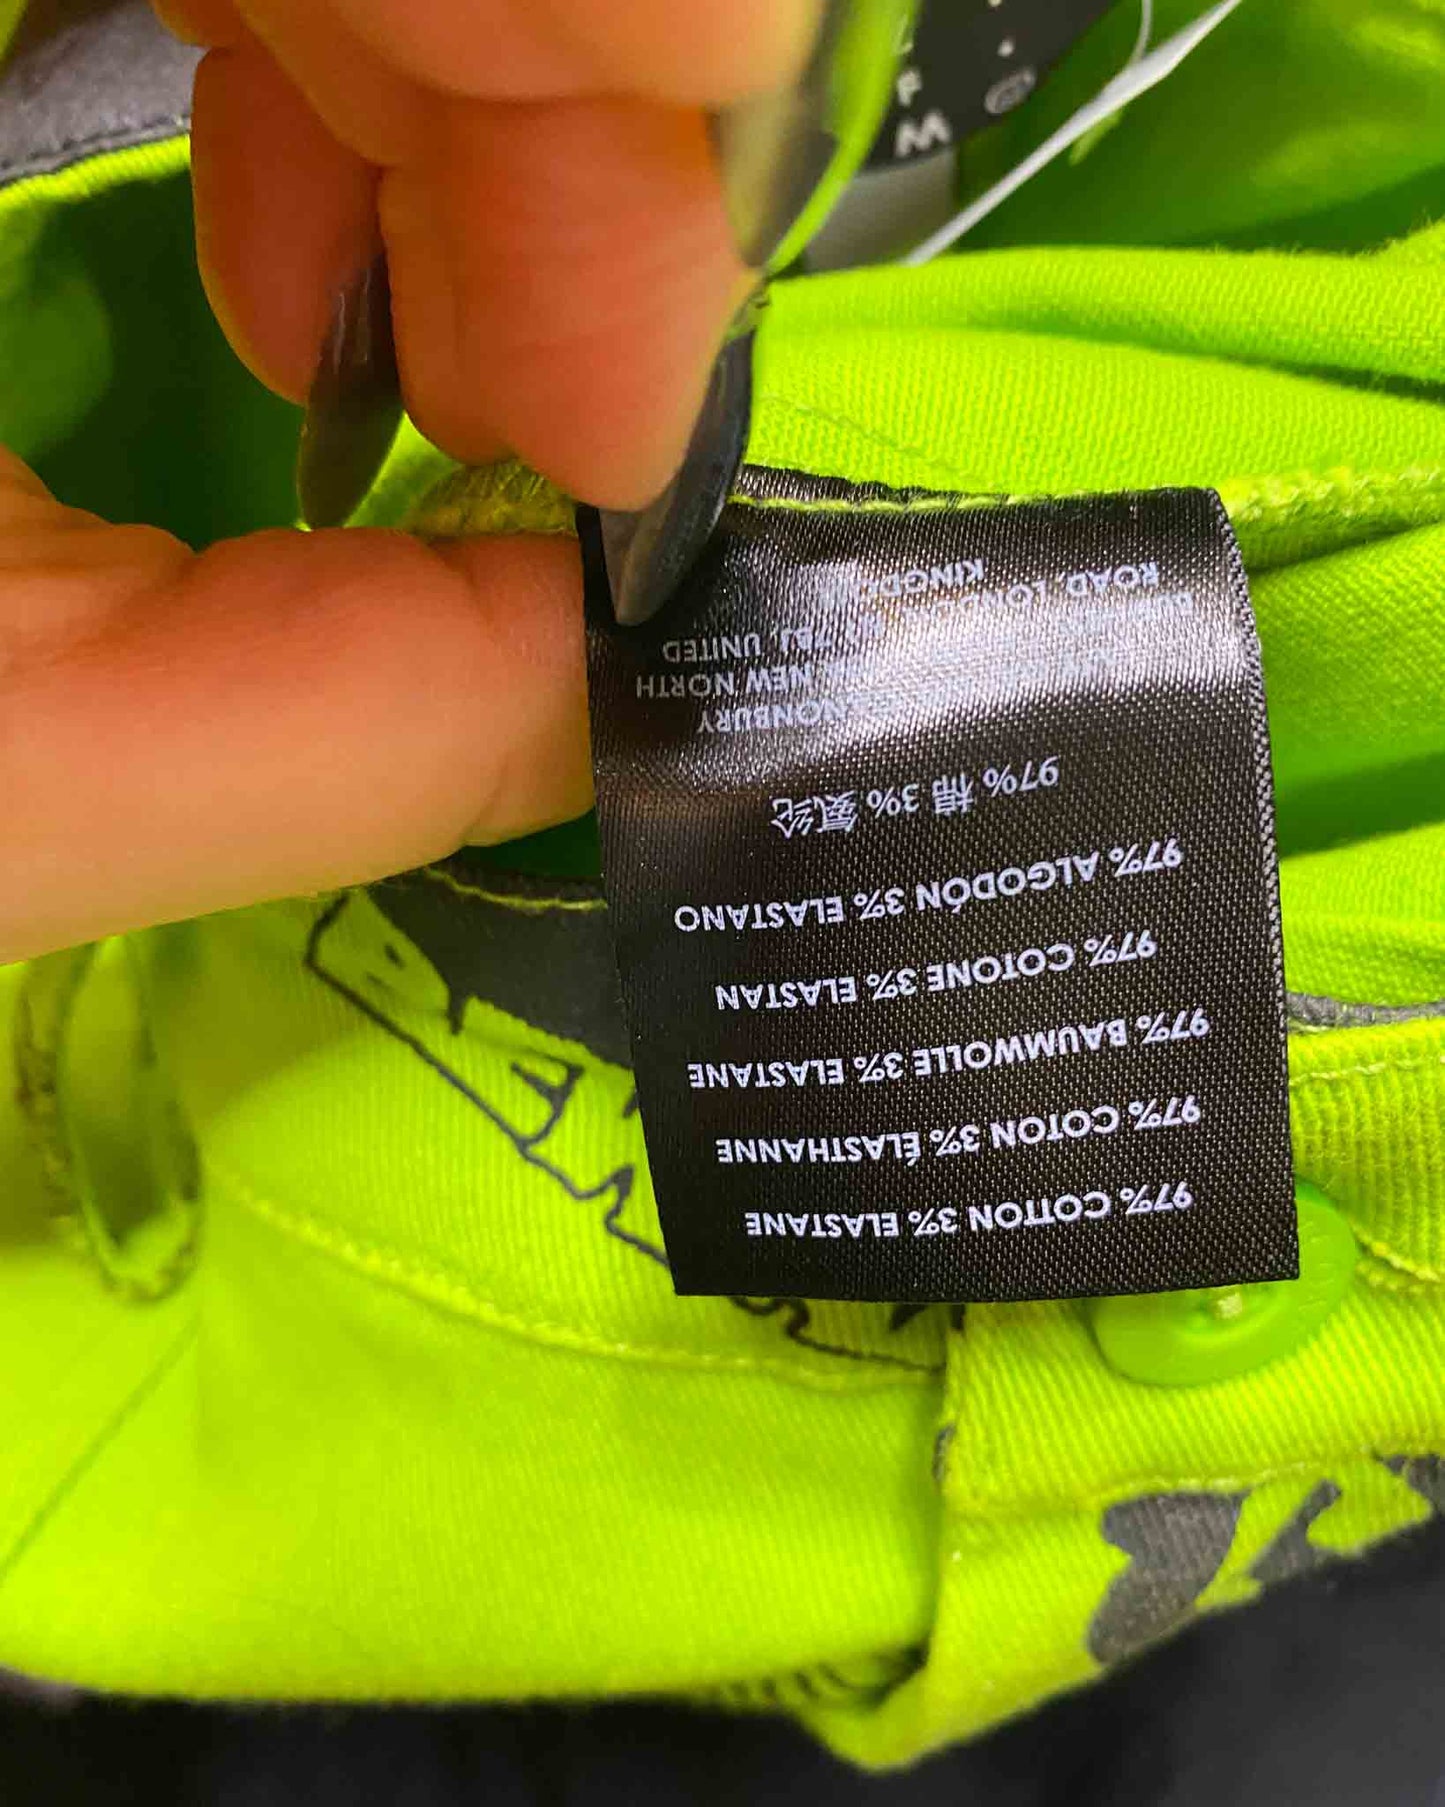 97% COTTON 3% ELASTANE
97% COTON 3% ÉLASTHANNE
97% BAUMWOLLE 3% ELASTANE
97% COTONE 3% ELASTAN
97% ALGODÓN 3% ELASTANO
97% 棉 3% 氨纶
NEW NORTH
ROAD, UNITED
W